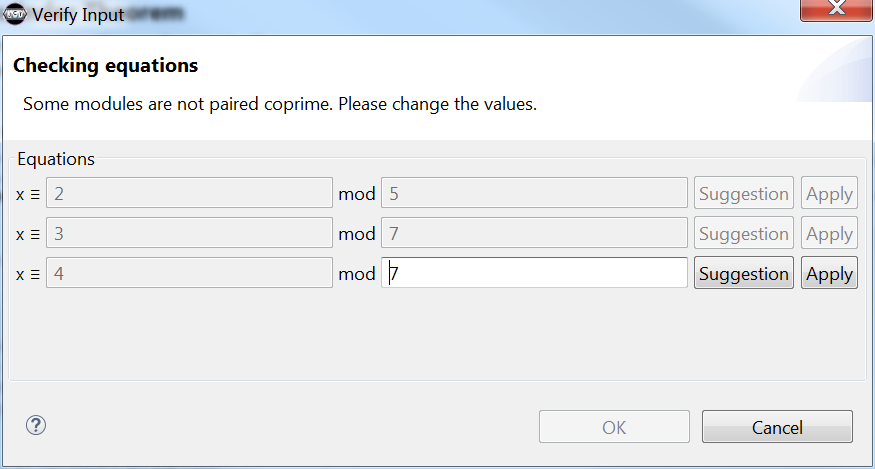 Verify Input
Checking equations
Some modules are not paired coprime. Please change the values.
Equations
x ≡ 2 mod 5 Suggestion Apply
x ≡ 3 mod 7 Suggestion Apply
x ≡ 4 mod 7 Suggestion Apply
? OK Cancel